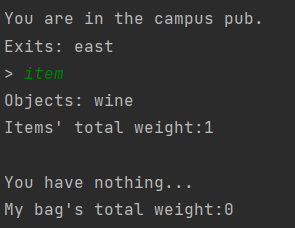 You are in the campus pub.
Exits: east
> item
Objects: wine
Items' total weight:1
You have nothing...
My bag's total weight:0